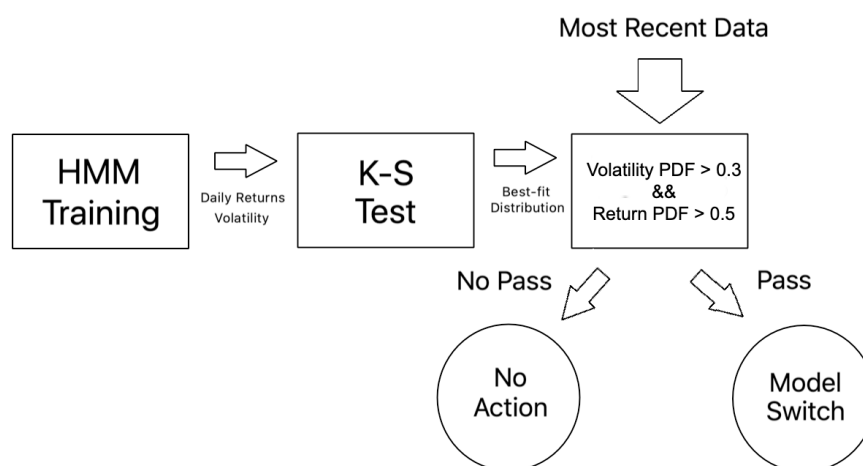 Most Recent Data
HMM
Training
Daily Returns
Volatility
K-S
Test
Best-fit
Distribution
Volatility PDF > 0.3
&&
Return PDF > 0.5
No Pass
Pass
No
Action
Model
Switch